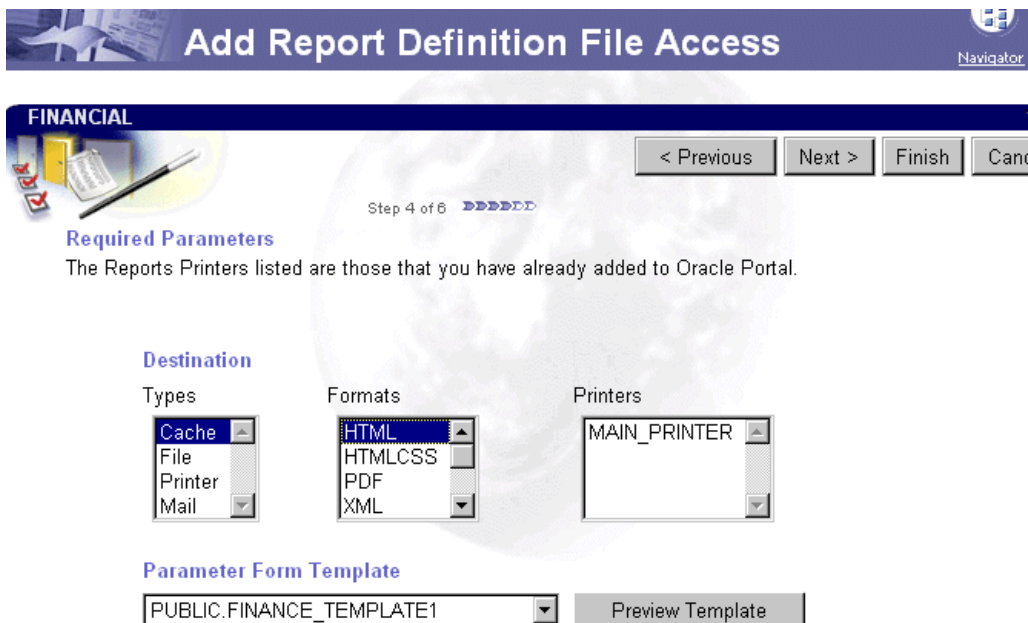 Add Report Definition File Access
Navigator
FINANCIAL
< Previous
Next >
Finish
Step 4 of 6
Required Parameters
The Reports Printers listed are those that you have already added to Oracle Portal.
Destination
Types
Formats
Printers
Cache
File
Printer
Mail
HTML
HTMLCSS
PDF
XML
MAIN_PRINTER
Parameter Form Template
PUBLIC.FINANCE_TEMPLATE1
Preview Template